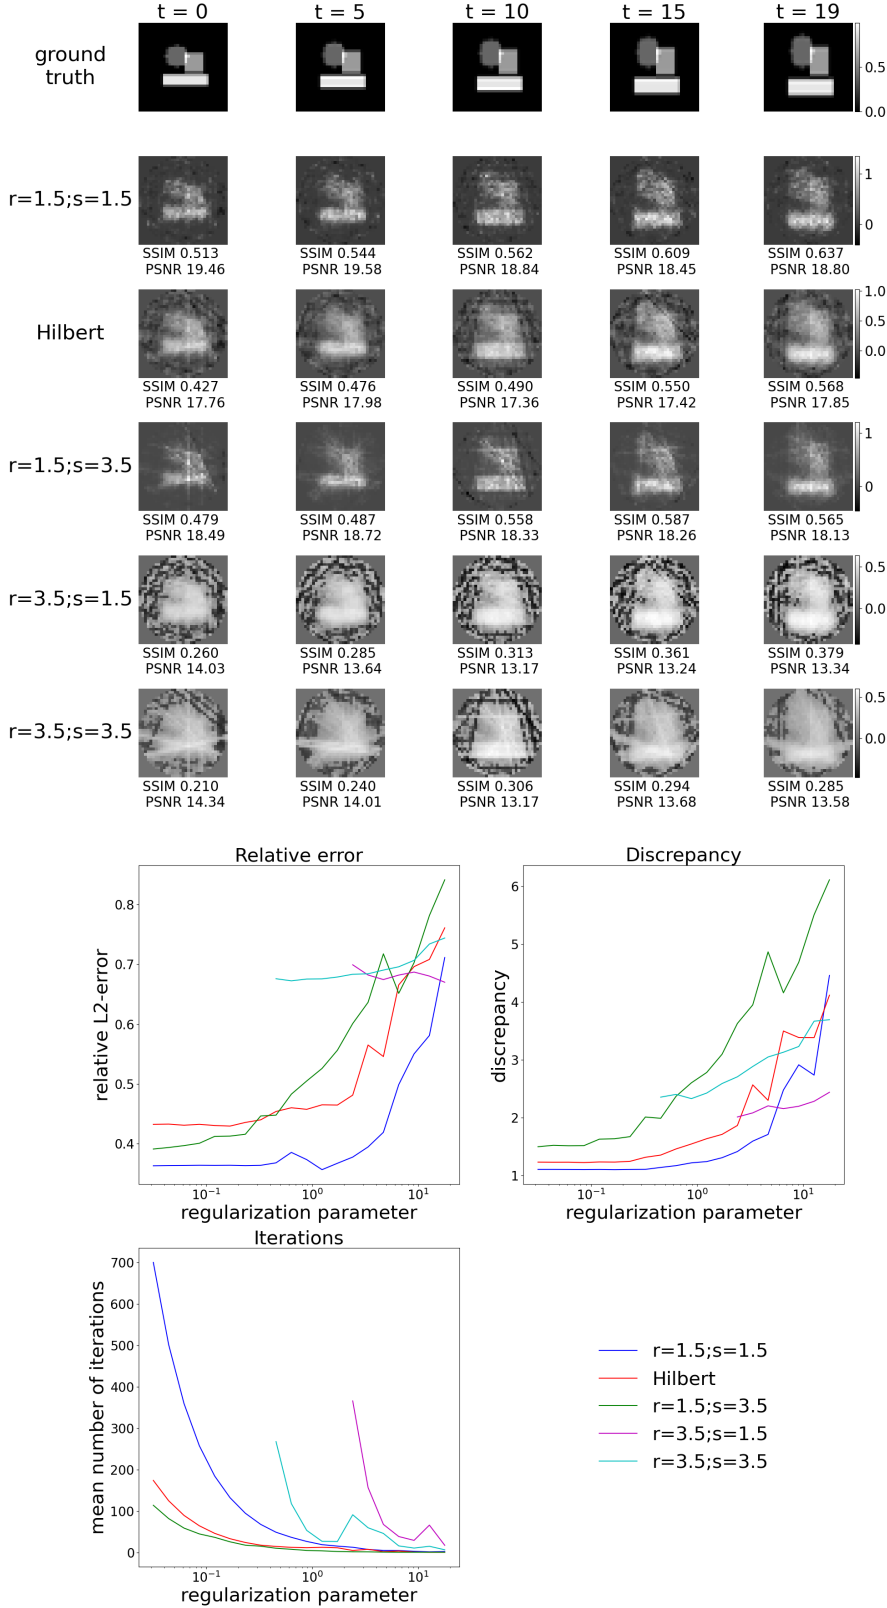 t = 0 t = 5 t = 10 t = 15 t = 19
ground
truth
0.5
0.0
r=1.5;s=1.5
1
0
SSIM 0.513 SSIM 0.544 SSIM 0.562 SSIM 0.609 SSIM 0.637
PSNR 19.46 PSNR 19.58 PSNR 18.84 PSNR 18.45 PSNR 18.80
Hilbert
1.0
0.5
0.0
SSIM 0.427 SSIM 0.476 SSIM 0.490 SSIM 0.550 SSIM 0.568
PSNR 17.76 PSNR 17.98 PSNR 17.36 PSNR 17.42 PSNR 17.85
r=1.5;s=3.5
1
0
SSIM 0.479 SSIM 0.487 SSIM 0.558 SSIM 0.587 SSIM 0.565
PSNR 18.49 PSNR 18.72 PSNR 18.33 PSNR 18.26 PSNR 18.13
r=3.5;s=1.5
0.5
0.0
SSIM 0.260 SSIM 0.285 SSIM 0.313 SSIM 0.361 SSIM 0.379
PSNR 14.03 PSNR 13.64 PSNR 13.17 PSNR 13.24 PSNR 13.34
r=3.5;s=3.5
0.5
0.0
SSIM 0.210 SSIM 0.240 SSIM 0.306 SSIM 0.294 SSIM 0.285
PSNR 14.34 PSNR 14.01 PSNR 13.17 PSNR 13.68 PSNR 13.58
Relative error
relative L2-error
0.8
0.7
0.6
0.5
0.4
10⁻¹ 10⁰ 10¹
regularization parameter
Discrepancy
discrepancy
6
5
4
3
2
1
10⁻¹ 10⁰ 10¹
regularization parameter
Iterations
mean number of iterations
700
600
500
400
300
200
100
0
10⁻¹ 10⁰ 10¹
regularization parameter
r=1.5;s=1.5
Hilbert
r=1.5;s=3.5
r=3.5;s=1.5
r=3.5;s=3.5